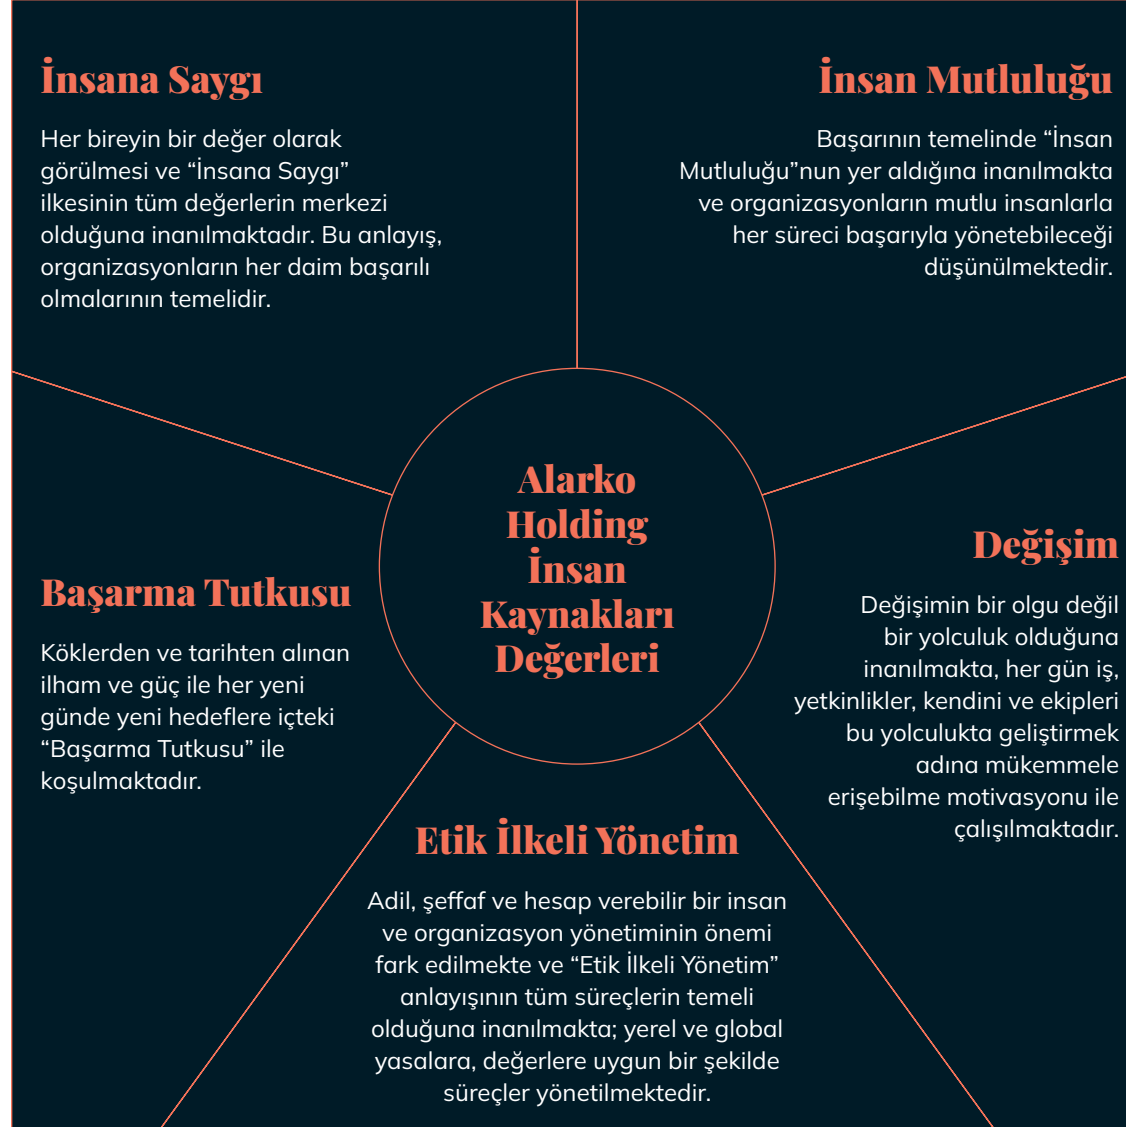 İnsana Saygı
Her bireyin bir değer olarak
görülmesi ve “İnsana Saygı”
ilkesinin tüm değerlerin merkezi
olduğuna inanılmaktadır. Bu anlayış,
organizasyonların her daim başarılı
olmalarının temelidir.
İnsan Mutluluğu
Başarının temelinde “İnsan
Mutluluğu”nun yer aldığına inanılmakta
ve organizasyonların mutlu insanlarla
her süreci başarıyla yönetebileceği
düşünülmektedir.
Alarko
Holding
İnsan
Kaynakları
Değerleri
Başarma Tutkusu
Köklerden ve tarihten alınan
ilham ve güç ile her yeni
günde yeni hedeflere içteki
“Başarma Tutkusu” ile
koşulmaktadır.
Değişim
Değişimin bir olgu değil
bir yolculuk olduğuna
inanılmakta, her gün iş,
yetkinlikler, kendini ve ekipleri
bu yolculukta geliştirmek
adına mükemmele
erişebilme motivasyonu ile
çalışılmaktadır.
Etik İlkeli Yönetim
Adil, şeffaf ve hesap verebilir bir insan
ve organizasyon yönetiminin önemi
fark edilmekte ve “Etik İlkeli Yönetim”
anlayışının tüm süreçlerin temeli
olduğuna inanılmakta; yerel ve global
yasalara, değerlere uygun bir şekilde
süreçler yönetilmektedir.